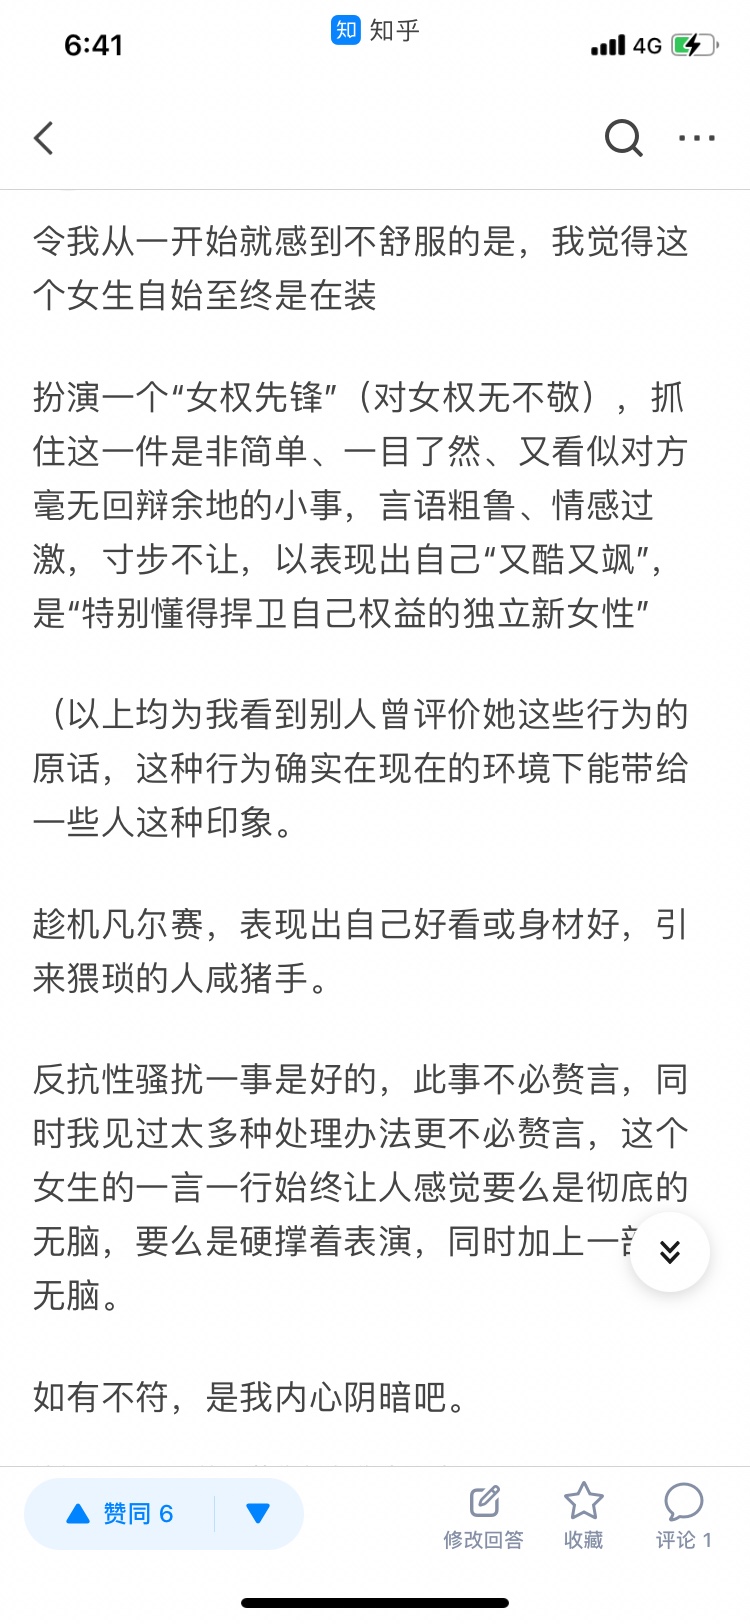 6:41
知 知乎
4G
令我从一开始就感到不舒服的是，我觉得这
个女生自始至终是在装
扮演一个“女权先锋”（对女权无不敬），抓
住这一件是非简单、一目了然、又看似对方
毫无回辩余地的小事，言语粗鲁、情感过
激，寸步不让，以表现出自己“又酷又飒”，
是“特别懂得捍卫自己权益的独立新女性”
（以上均为我看到别人曾评价她这些行为的
原话，这种行为确实在现在的环境下能带给
一些人这种印象。
趁机凡尔赛，表现出自己好看或身材好，引
来猥琐的人咸猪手。
反抗性骚扰一事是好的，此事不必赘言，同
时我见过太多种处理办法更不必赘言，这个
女生的一言一行始终让人感觉要么是彻底的
无脑，要么是硬撑着表演，同时加上一
无脑。
如有不符，是我内心阴暗吧。
赞同 6
修改回答
收藏
评论 1